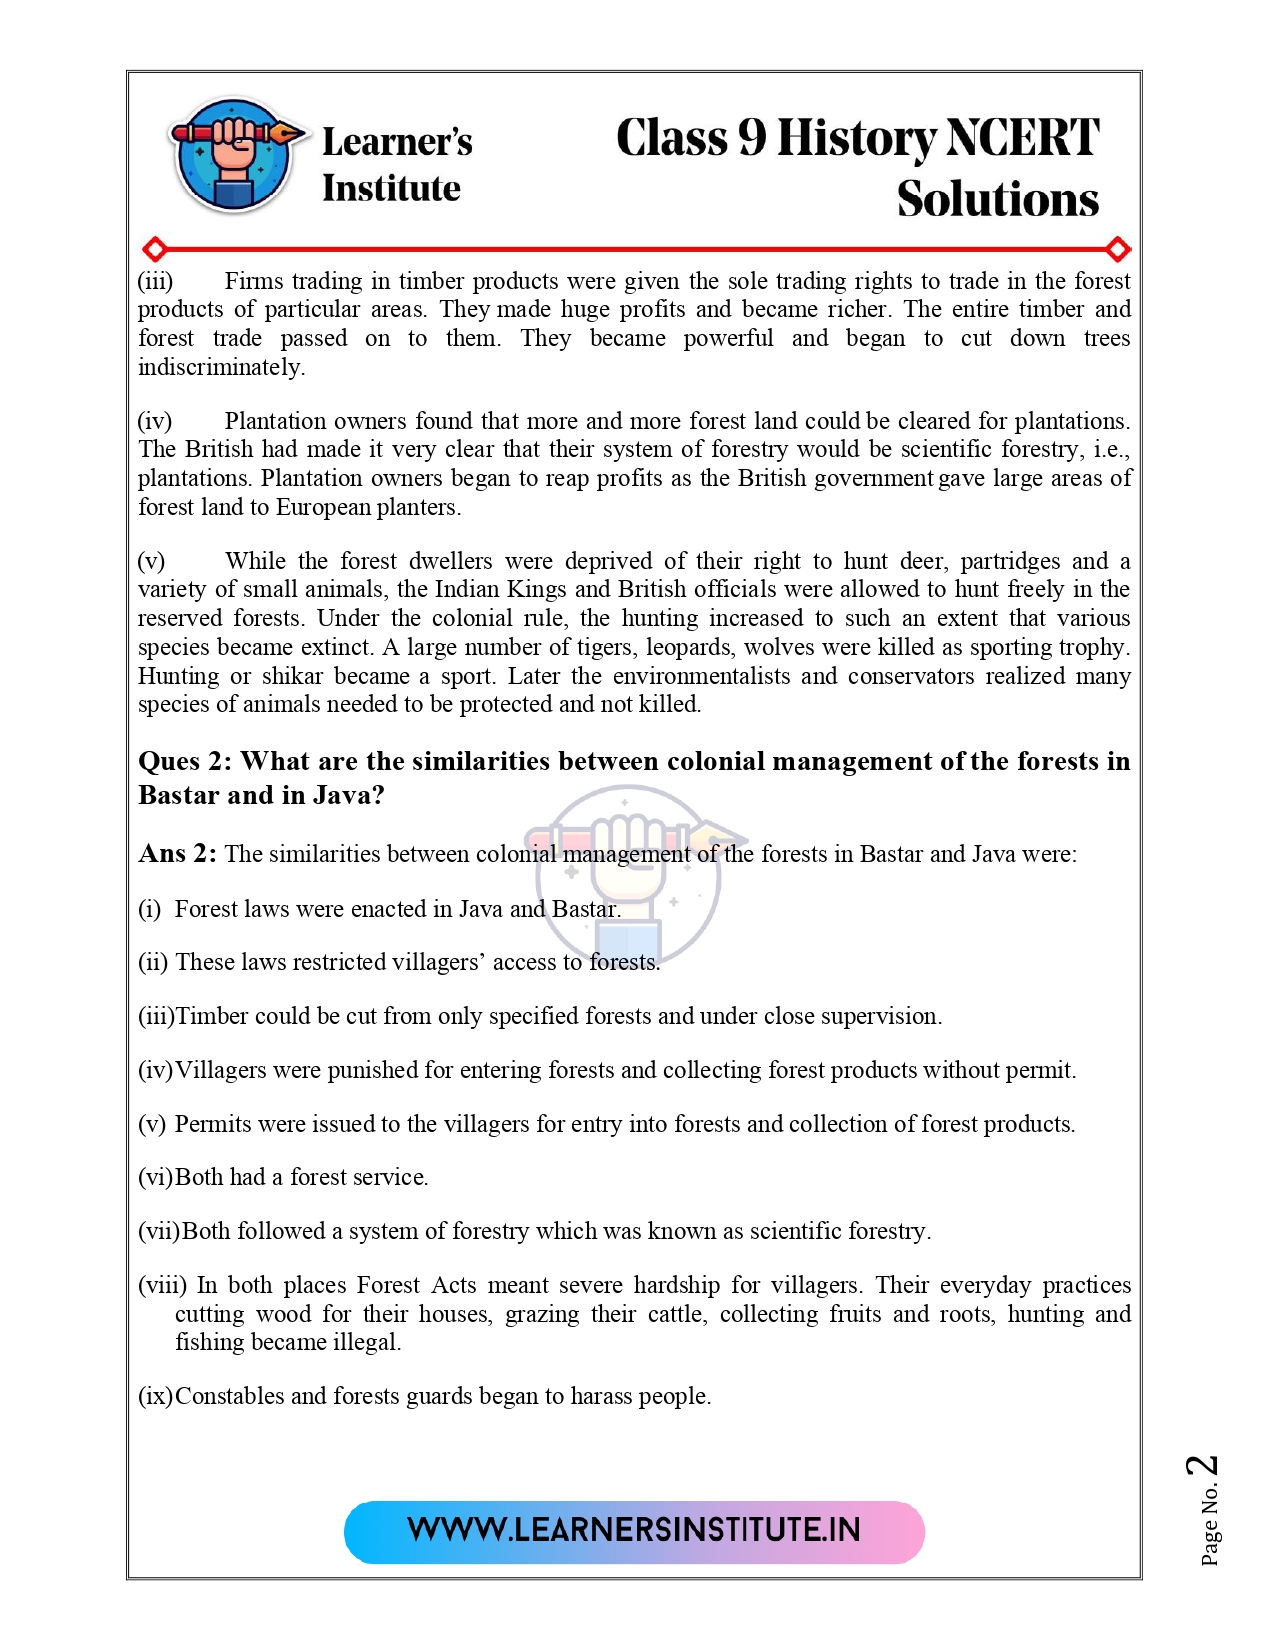 Learner's
Institute
Class 9 History NCERT
Solutions
(iii) Firms trading in timber products were given the sole trading rights to trade in the forest
products of particular areas. They made huge profits and became richer. The entire timber and
forest trade passed on to them. They became powerful and began to cut down trees
indiscriminately.
(iv) Plantation owners found that more and more forest land could be cleared for plantations.
The British had made it very clear that their system of forestry would be scientific forestry, i.e.,
plantations. Plantation owners began to reap profits as the British government gave large areas of
forest land to European planters.
(v) While the forest dwellers were deprived of their right to hunt deer, partridges and a
variety of small animals, the Indian Kings and British officials were allowed to hunt freely in the
reserved forests. Under the colonial rule, the hunting increased to such an extent that various
species became extinct. A large number of tigers, leopards, wolves were killed as sporting trophy.
Hunting or shikar became a sport. Later the environmentalists and conservators realized many
species of animals needed to be protected and not killed.
Ques 2: What are the similarities between colonial management of the forests in
Bastar and in Java?
Ans 2: The similarities between colonial management of the forests in Bastar and Java were:
(i) Forest laws were enacted in Java and Bastar.
(ii) These laws restricted villagers’ access to forests.
(iii)Timber could be cut from only specified forests and under close supervision.
(iv)Villagers were punished for entering forests and collecting forest products without permit.
(v) Permits were issued to the villagers for entry into forests and collection of forest products.
(vi)Both had a forest service.
(vii)Both followed a system of forestry which was known as scientific forestry.
(viii) In both places Forest Acts meant severe hardship for villagers. Their everyday practices
cutting wood for their houses, grazing their cattle, collecting fruits and roots, hunting and
fishing became illegal.
(ix)Constables and forests guards began to harass people.
WWW.LEARNERSINSTITUTE.IN
Page No. 2